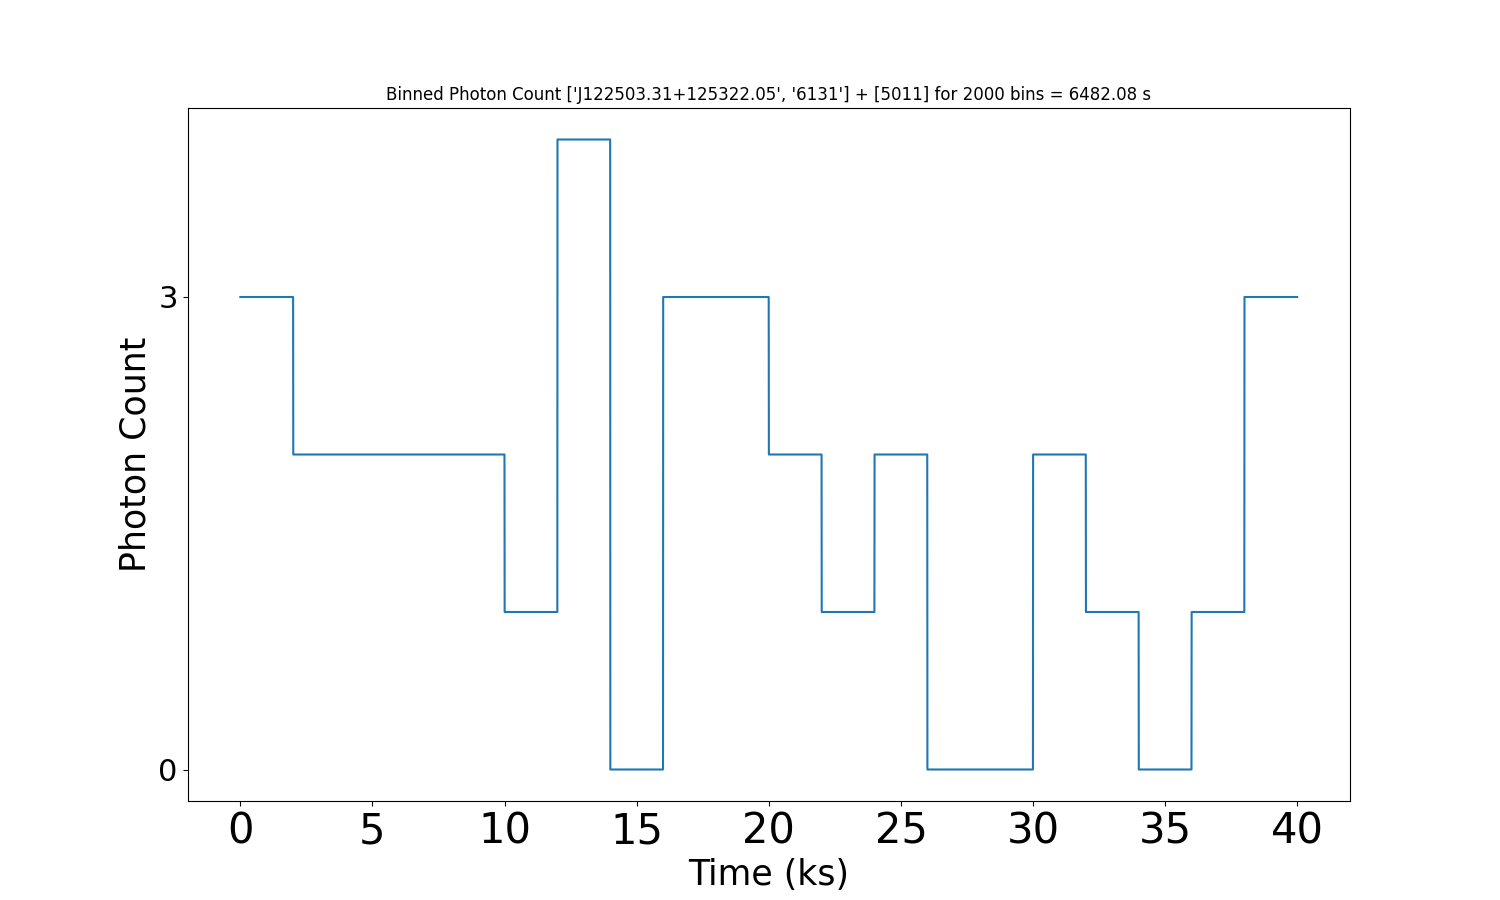 Binned Photon Count ['J122503.31+125322.05', '6131'] + [5011] for 2000 bins = 6482.08 s
Photon Count
3
0
0 5 10 15 20 25 30 35 40
Time (ks)